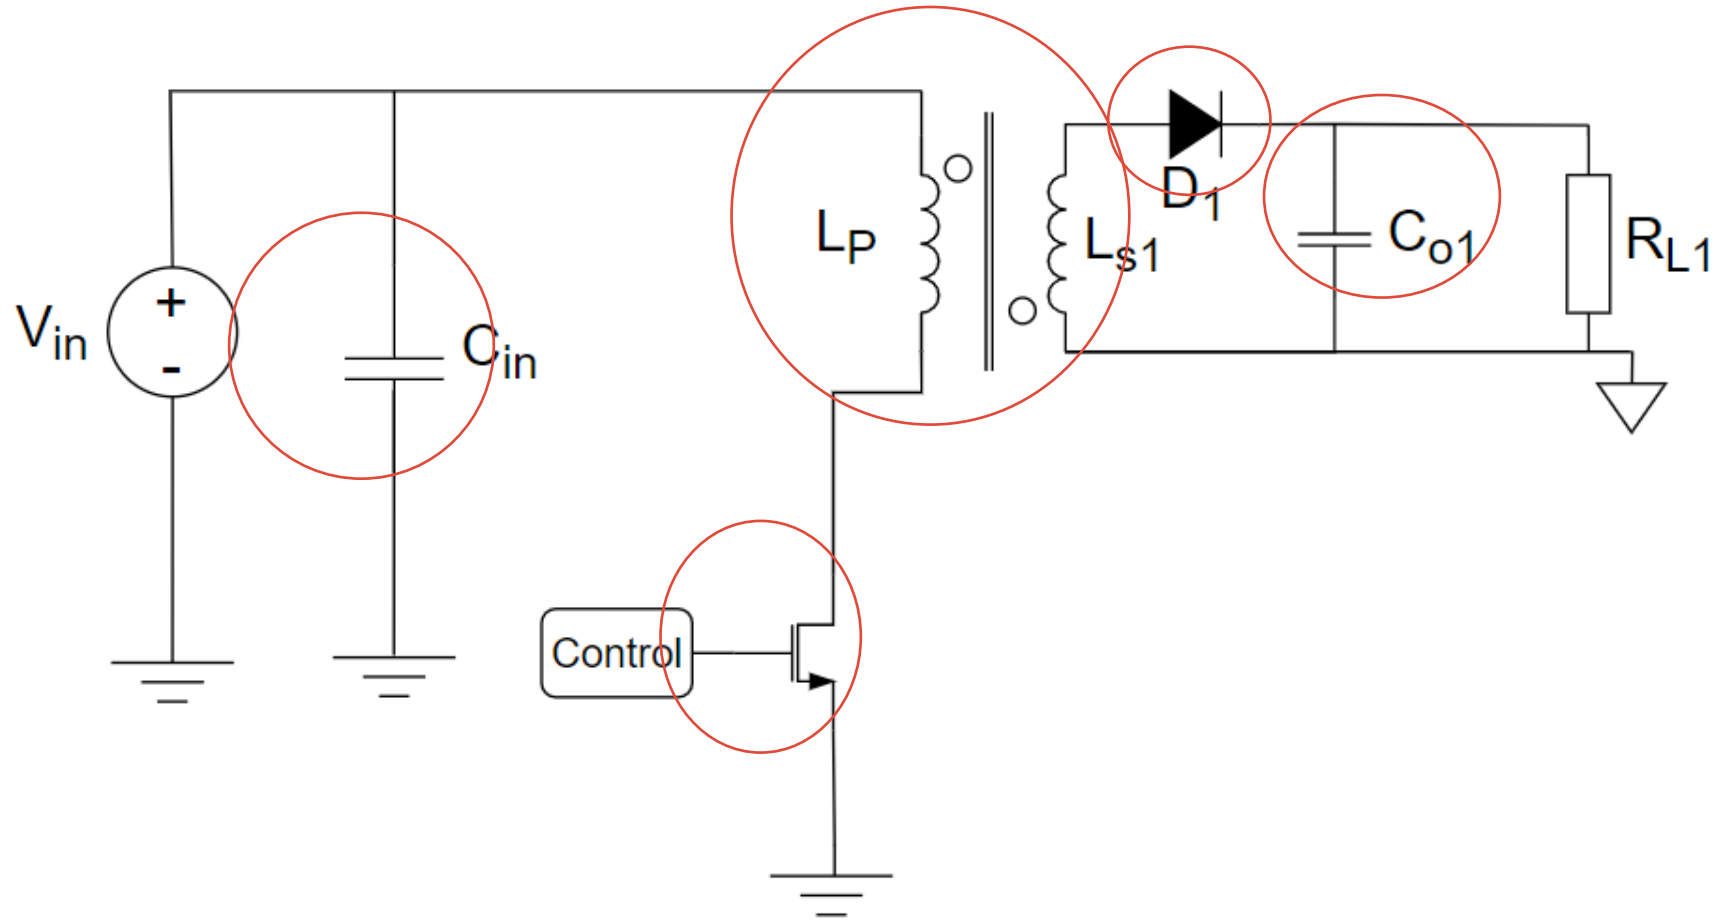 D1
LP
Ls1
Co1
RL1
+
Vin
-
Cin
Control